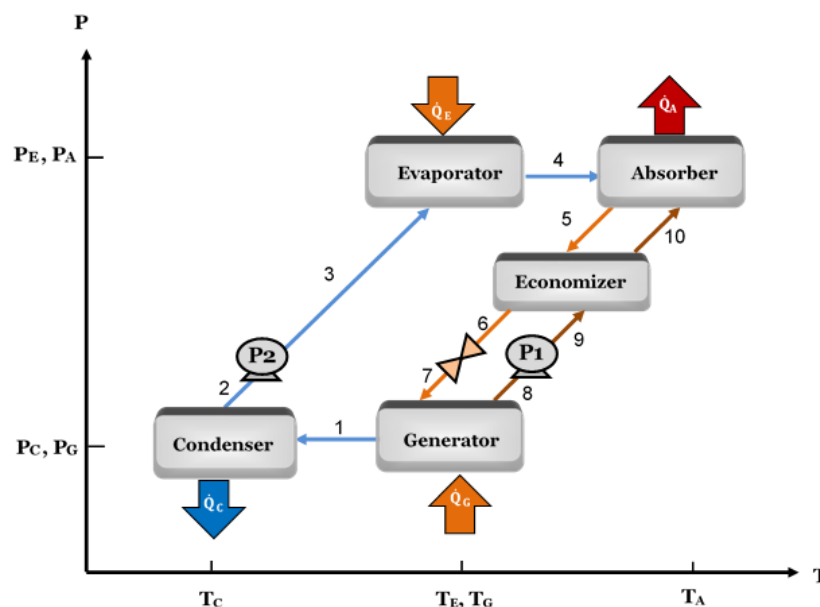 P
Q̇E
Q̇A
PE, PA
Evaporator
4
Absorber
5
10
3
Economizer
6
9
P2
P1
7
2
8
Condenser
1
Generator
PC, PG
Q̇C
Q̇G
T
TC
TE, TG
TA